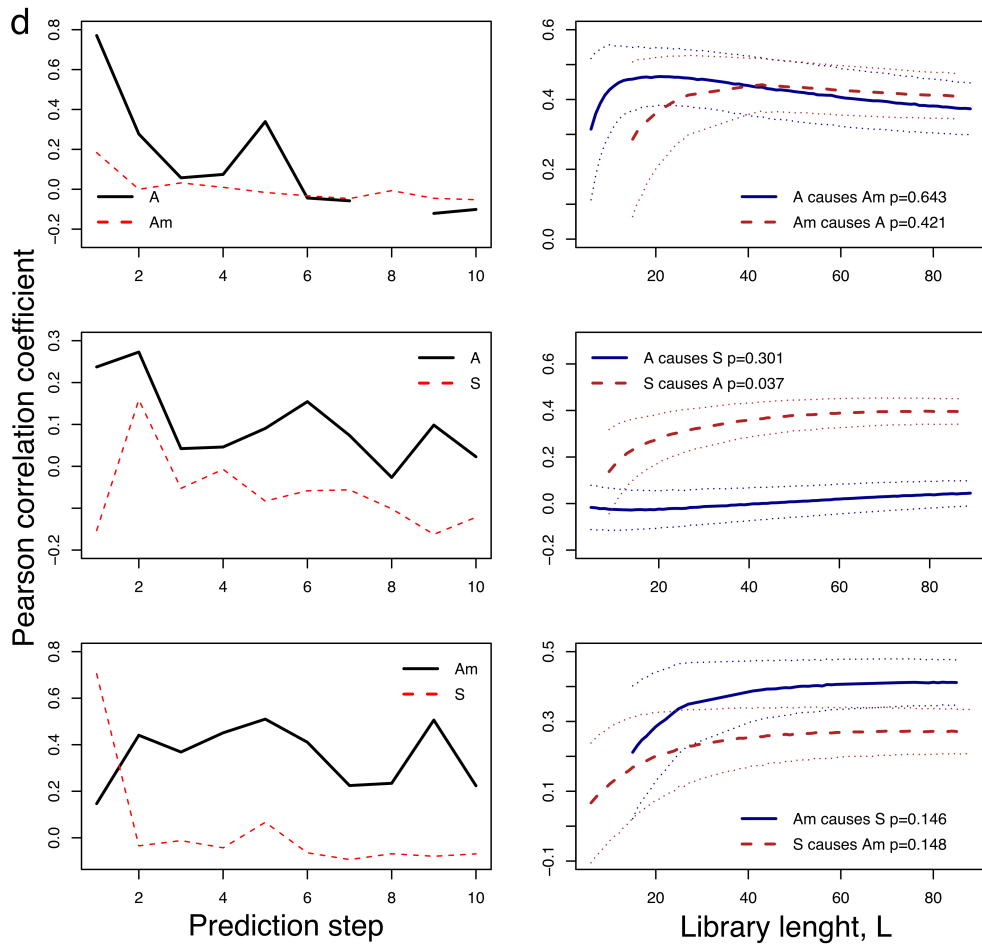 d
Pearson correlation coefficient
0.8
0.6
0.4
0.2
0.0
−0.2
A
Am
2 4 6 8 10
0.6
0.4
0.2
0.0
A causes Am p=0.643
Am causes A p=0.421
20 40 60 80
0.3
0.2
0.1
0.0
−0.2
A
S
2 4 6 8 10
0.6
0.4
0.2
0.0
−0.2
A causes S p=0.301
S causes A p=0.037
20 40 60 80
0.8
0.6
0.4
0.2
0.0
Am
S
2 4 6 8 10
0.5
0.3
0.1
−0.1
Am causes S p=0.146
S causes Am p=0.148
20 40 60 80
Prediction step
Library lenght, L